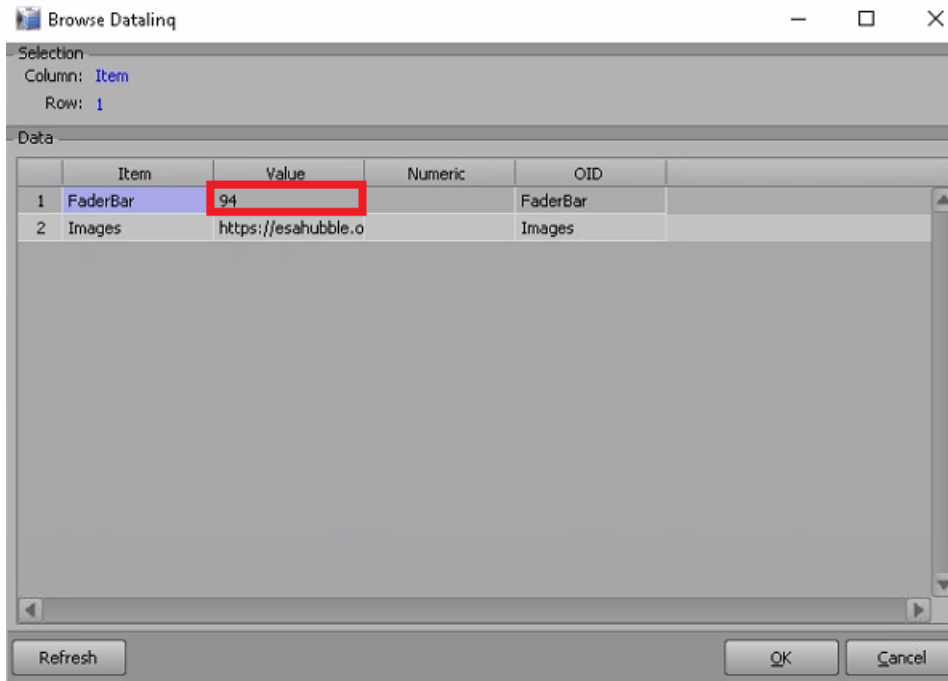 Browse Datalinq
Selection
Column: Item
Row: 1
Data
Item Value Numeric OID
1 FaderBar 94 FaderBar
2 Images https://esahubble.o Images
Refresh OK Cancel